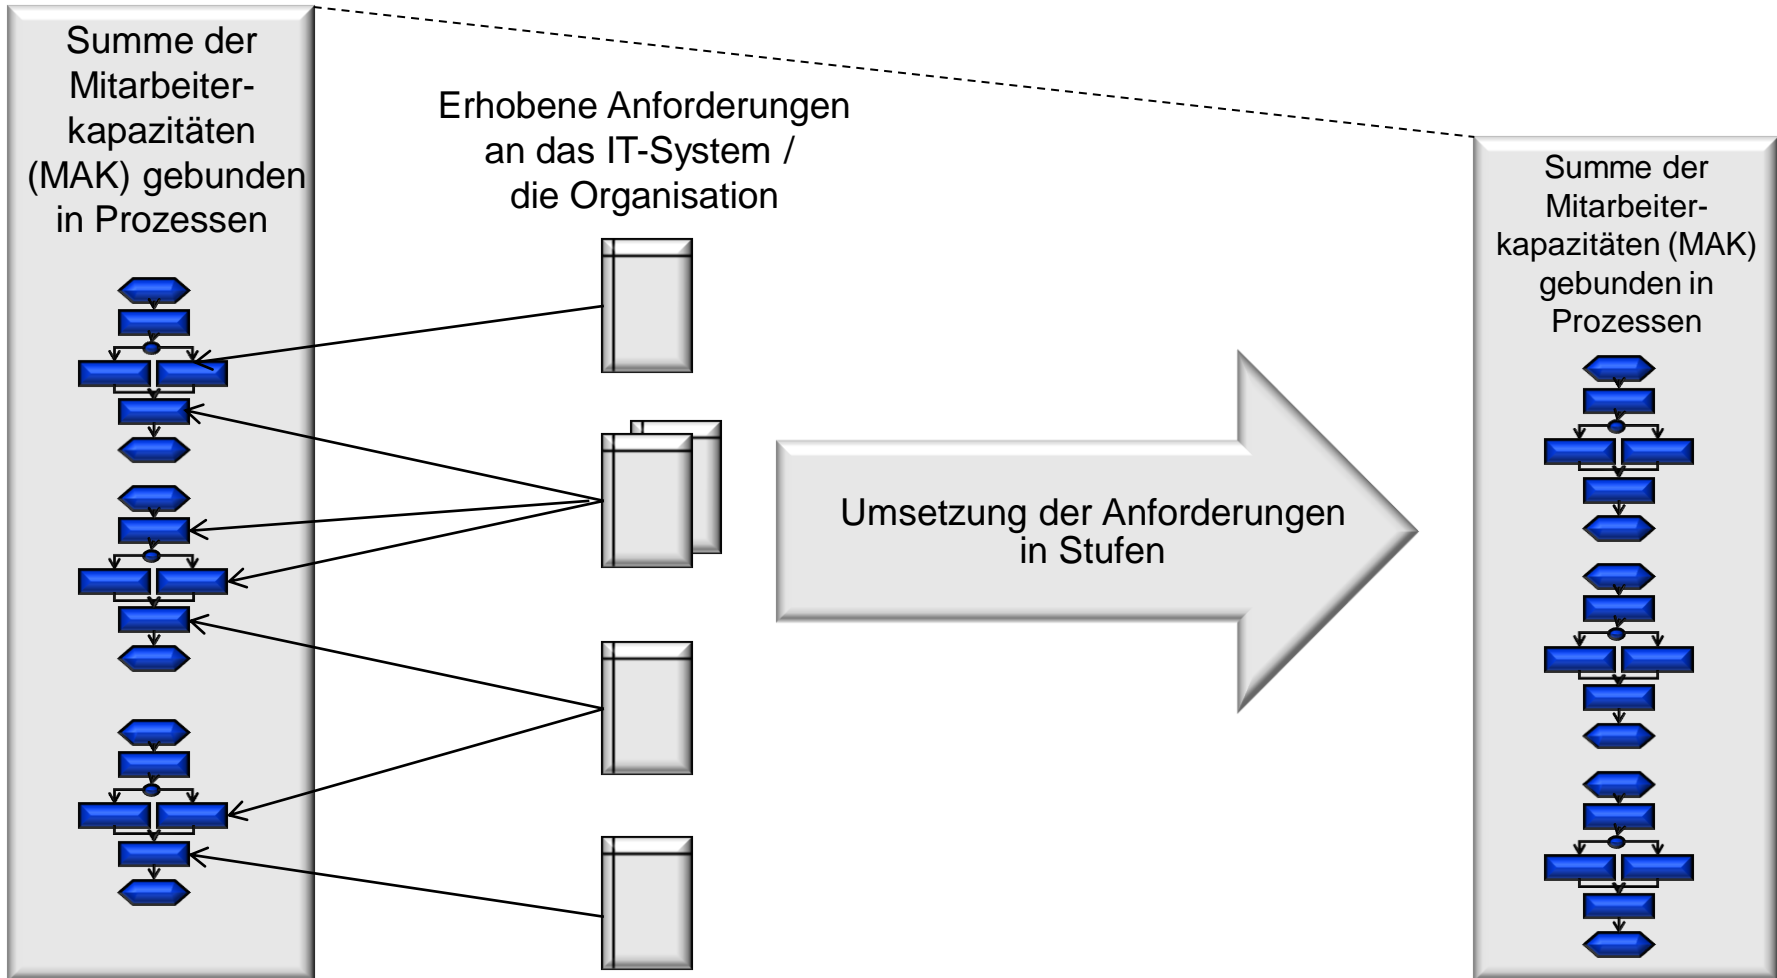 Summe der
Mitarbeiter-
kapazitäten
(MAK) gebunden
in Prozessen
Erhobene Anforderungen
an das IT-System /
die Organisation
Umsetzung der Anforderungen
in Stufen
Summe der
Mitarbeiter-
kapazitäten (MAK)
gebunden in
Prozessen